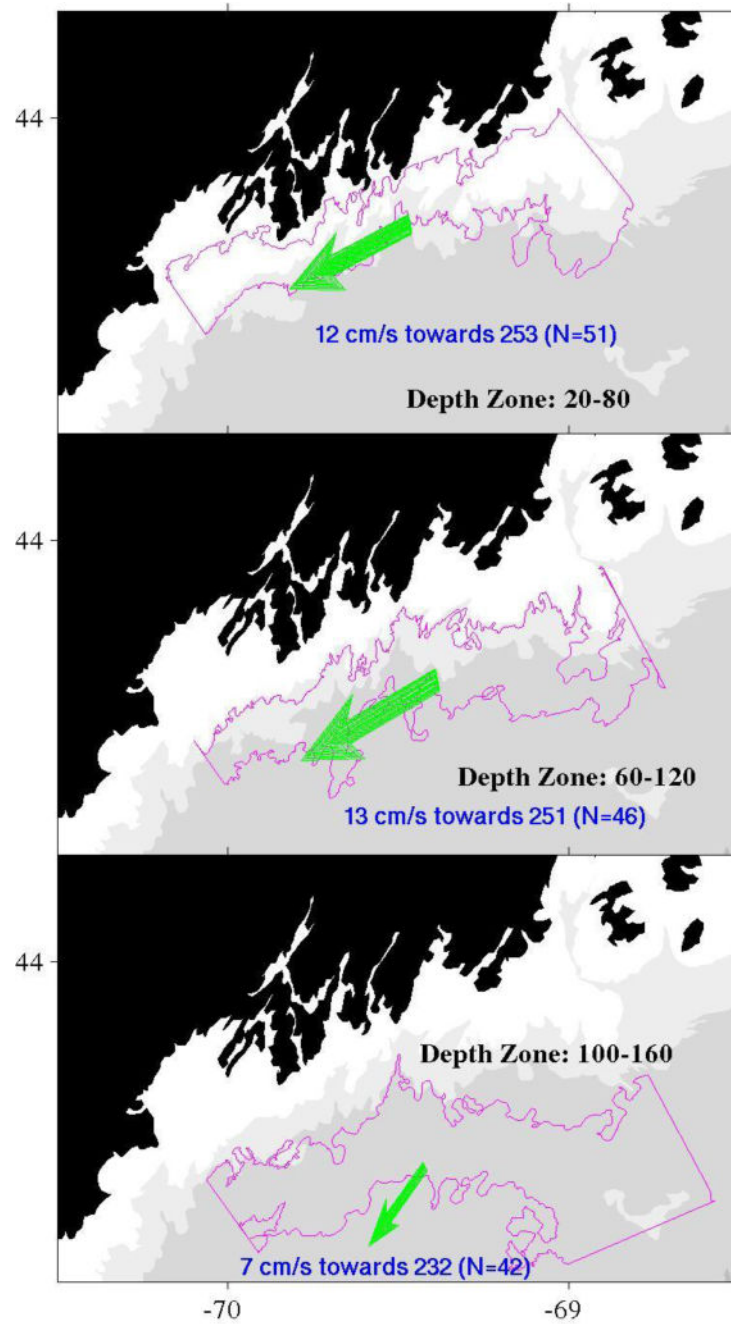 44
12 cm/s towards 253 (N=51)
Depth Zone: 20-80
44
Depth Zone: 60-120
13 cm/s towards 251 (N=46)
44
Depth Zone: 100-160
7 cm/s towards 232 (N=42)
-70 -69